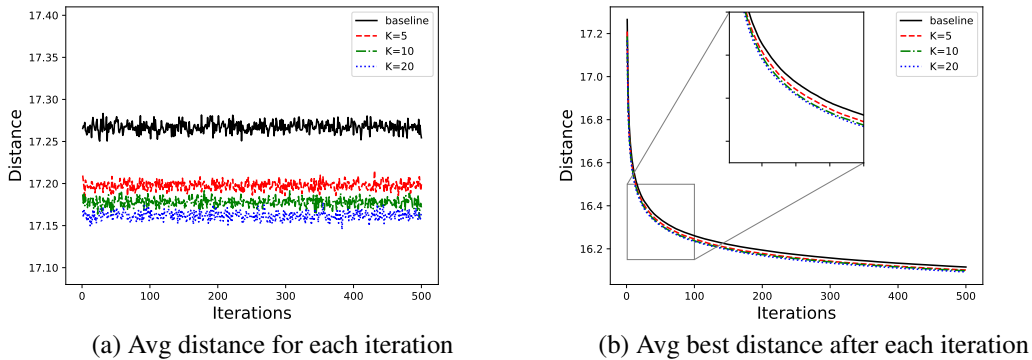 17.40
17.35
17.30
17.25
17.20
17.15
17.10
Distance
0
100
200
300
400
500
Iterations
baseline
K=5
K=10
K=20
(a) Avg distance for each iteration
17.2
17.0
16.8
16.6
16.4
16.2
Distance
0
100
200
300
400
500
Iterations
baseline
K=5
K=10
K=20
(b) Avg best distance after each iteration